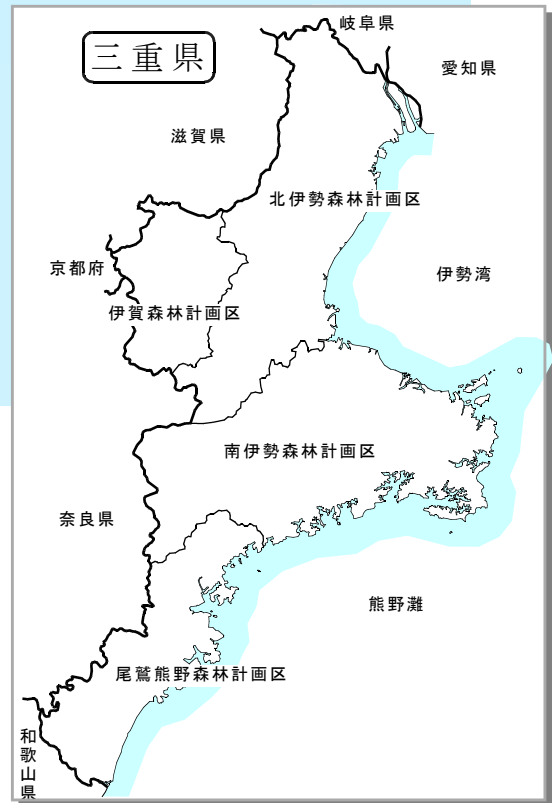 岐阜県
三重県
愛知県
滋賀県
北伊勢森林計画区
京都府
伊勢湾
伊賀森林計画区
南伊勢森林計画区
奈良県
熊野灘
尾鷲熊野森林計画区
和歌山県